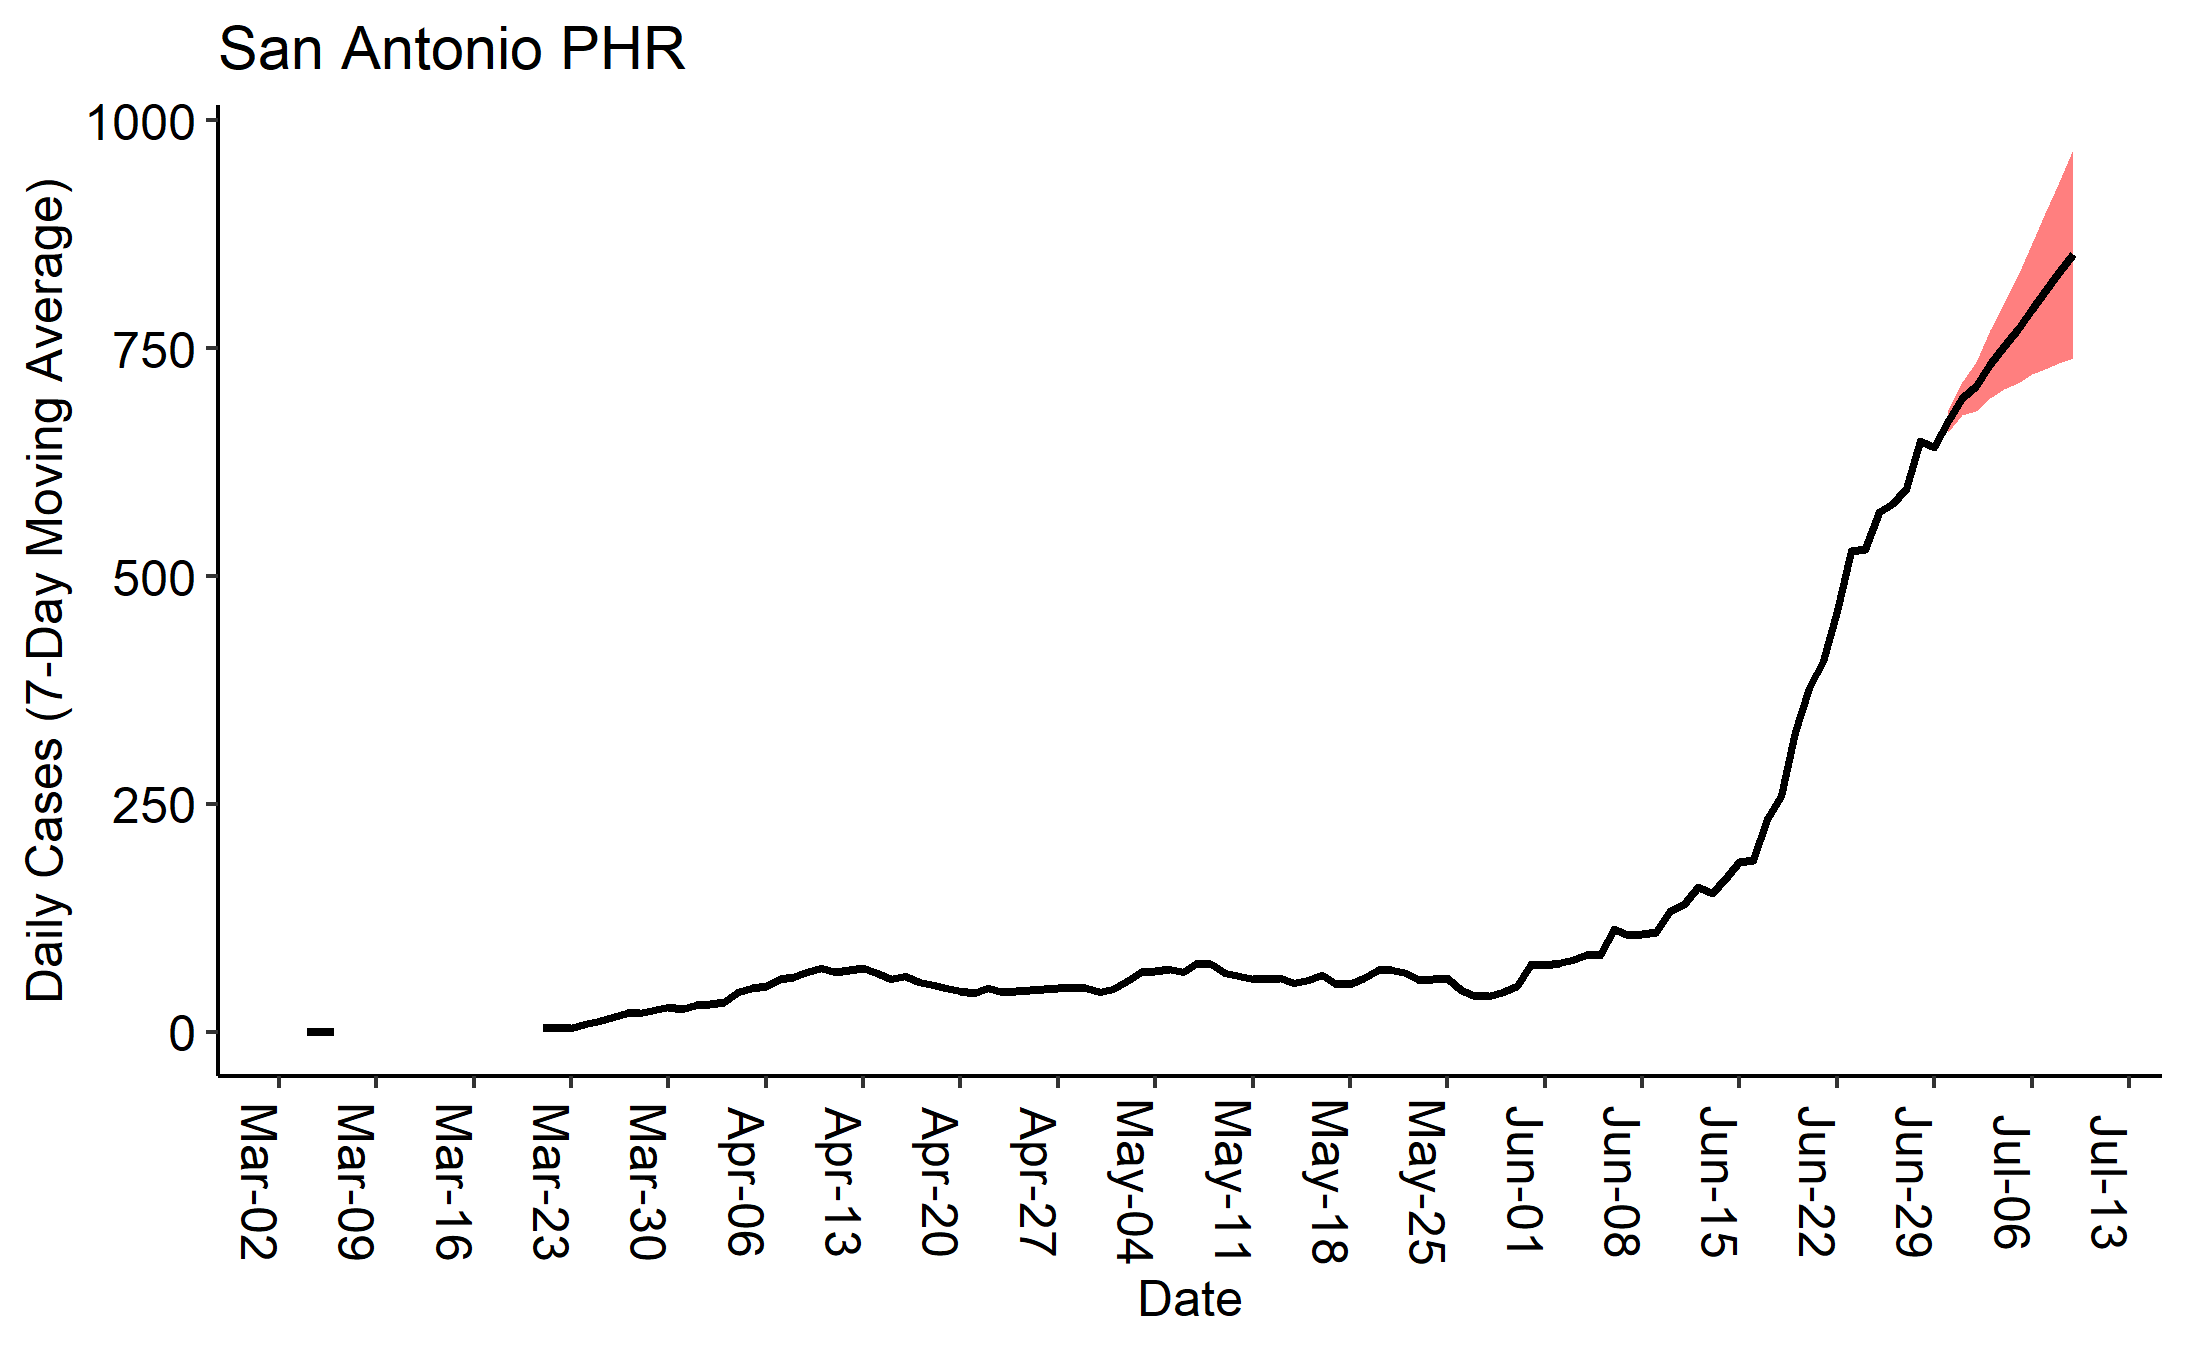 San Antonio PHR
Daily Cases (7-Day Moving Average)
1000
750
500
250
0
Mar-02
Mar-09
Mar-16
Mar-23
Mar-30
Apr-06
Apr-13
Apr-20
Apr-27
May-04
May-11
May-18
May-25
Jun-01
Jun-08
Jun-15
Jun-22
Jun-29
Jul-06
Jul-13
Date